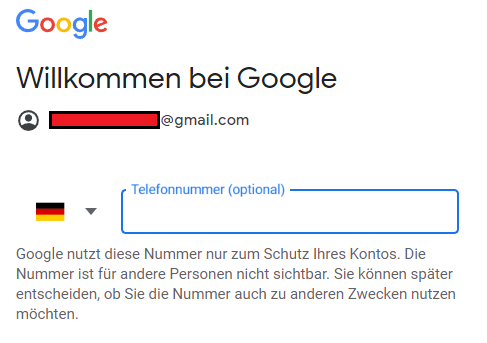 Google
Willkommen bei Google
@gmail.com
Telefonnummer (optional)
Google nutzt diese Nummer nur zum Schutz Ihres Kontos. Die
Nummer ist für andere Personen nicht sichtbar. Sie können später
entscheiden, ob Sie die Nummer auch zu anderen Zwecken nutzen
möchten.